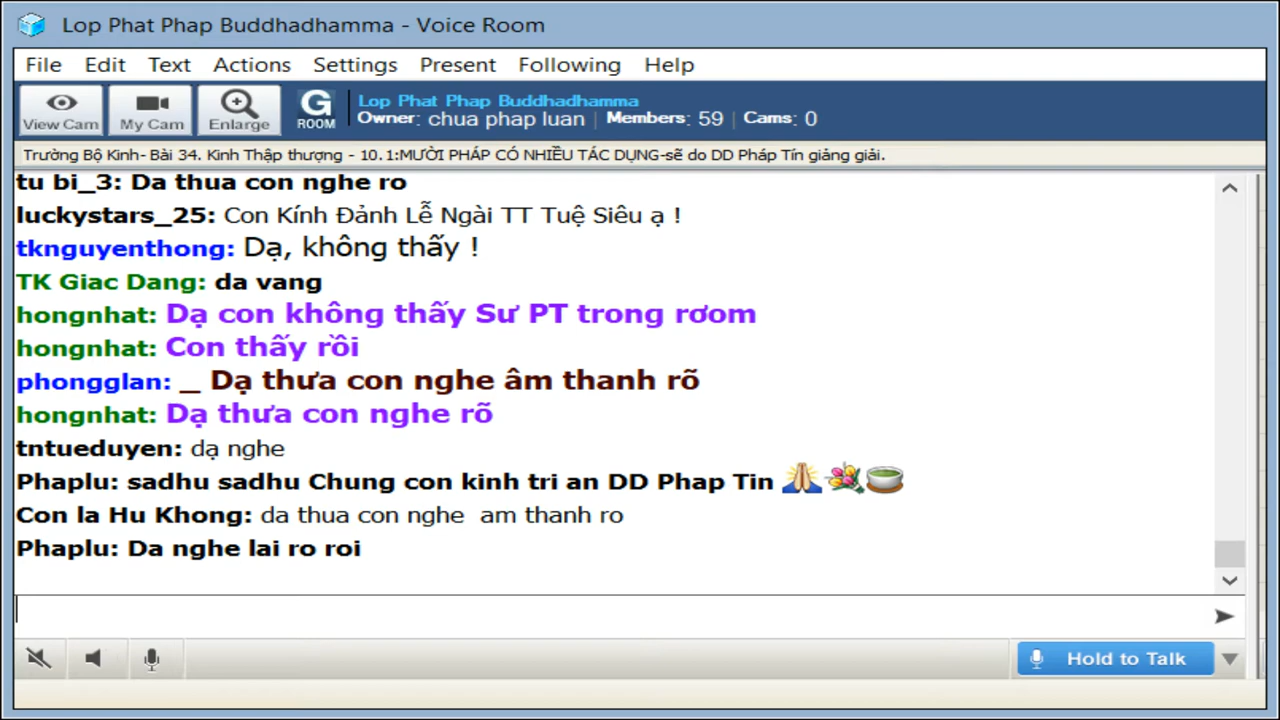 Lop Phat Phap Buddhadhamma - Voice Room
File Edit Text Actions Settings Present Following Help
View Cam My Cam Enlarge G ROOM
Lop Phat Phap Buddhadhamma
Owner: chua phap luan | Members: 59 | Cams: 0
Trường Bộ Kinh- Bài 34. Kinh Thập thượng - 10.1:MƯỜI PHÁP CÓ NHIỀU TÁC DỤNG-sẽ do DD Pháp Tín giảng giải.
tu bi_3: Da thua con nghe ro
luckystars_25: Con Kính Đảnh Lễ Ngài TT Tuệ Siêu ạ !
tknguyenthong: Dạ, không thấy !
TK Giac Dang: da vang
hongnhat: Dạ con không thấy Sư PT trong rơom
hongnhat: Con thấy rồi
phongglan: _ Dạ thưa con nghe âm thanh rõ
hongnhat: Dạ thưa con nghe rõ
tntueduyen: dạ nghe
Phaplu: sadhu sadhu Chung con kinh tri an DD Phap Tin
Con la Hu Khong: da thua con nghe am thanh ro
Phaplu: Da nghe lai ro roi
Hold to Talk